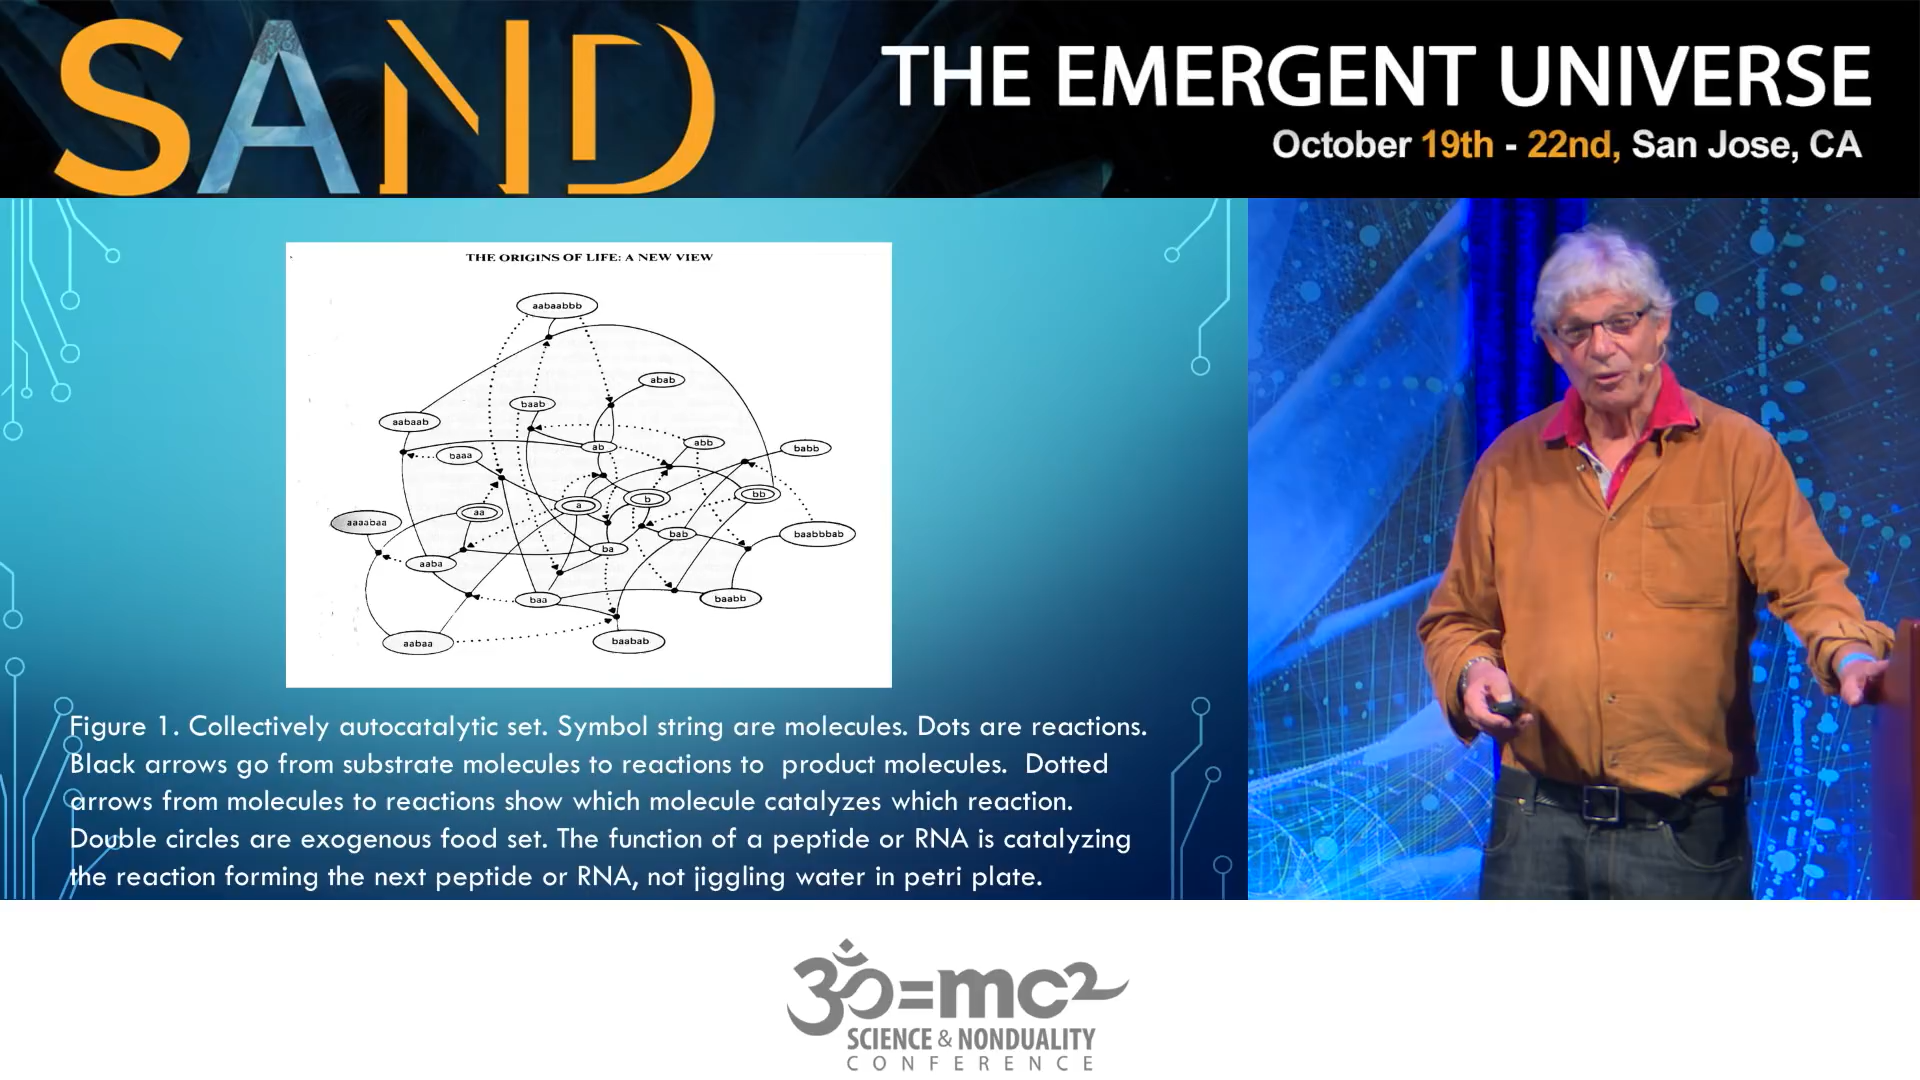 SAND
THE EMERGENT UNIVERSE
October 19th - 22nd, San Jose, CA
THE ORIGINS OF LIFE: A NEW VIEW
aabaabbb
abab
baab
aabaab
abb
ab
babb
baaa
bb
b
a
aa
aaaabaa
bab
baabbbab
ba
aaba
baa
baabb
aabaa
baabab
Figure 1. Collectively autocatalytic set. Symbol string are molecules. Dots are reactions.
Black arrows go from substrate molecules to reactions to product molecules. Dotted
arrows from molecules to reactions show which molecule catalyzes which reaction.
Double circles are exogenous food set. The function of a peptide or RNA is catalyzing
the reaction forming the next peptide or RNA, not jiggling water in petri plate.
ॐ=mc2
SCIENCE & NONDUALITY
CONFERENCE